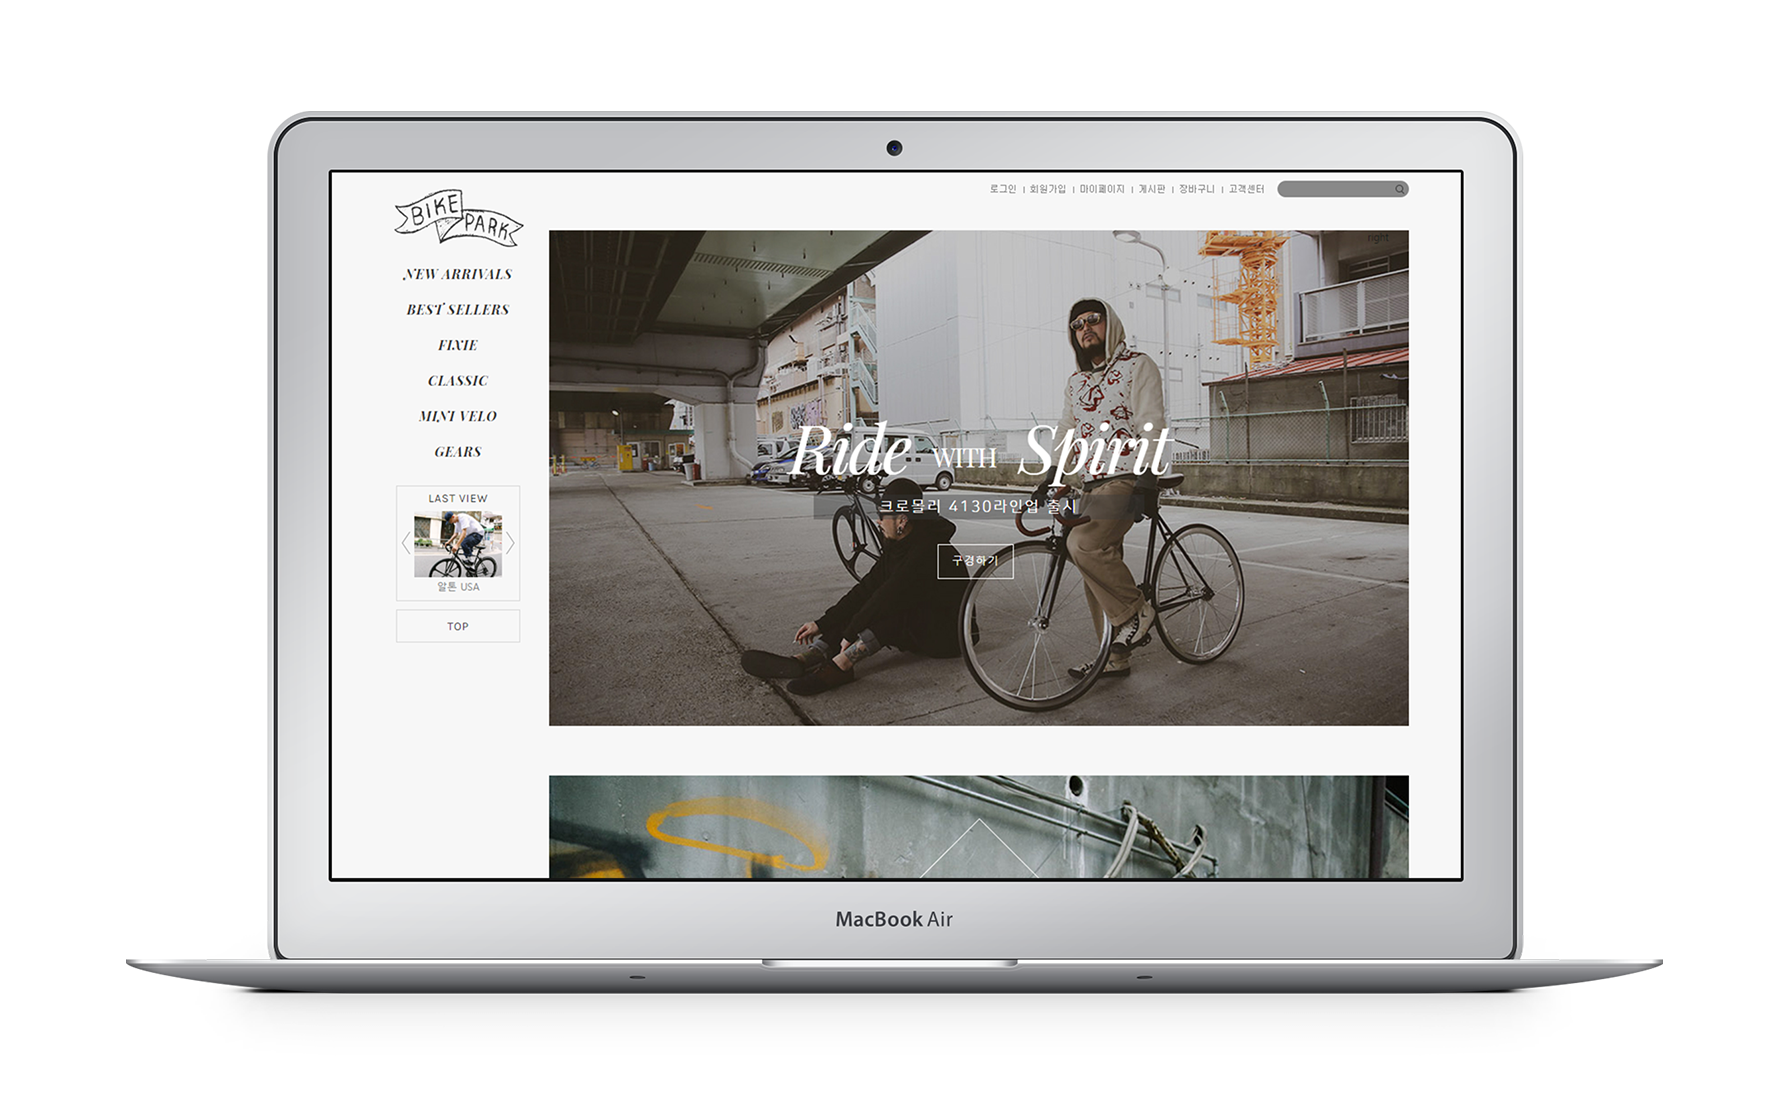 BIKE PARK
로그인 | 회원가입 | 마이페이지 | 게시판 | 장바구니 | 고객센터
right
NEW ARRIVALS
BEST SELLERS
FIXIE
CLASSIC
MINI VELO
GEARS
LAST VIEW
알톤 USA
TOP
Ride WITH Spirit
크로몰리 4130라인업 출시
구경하기
MacBook Air